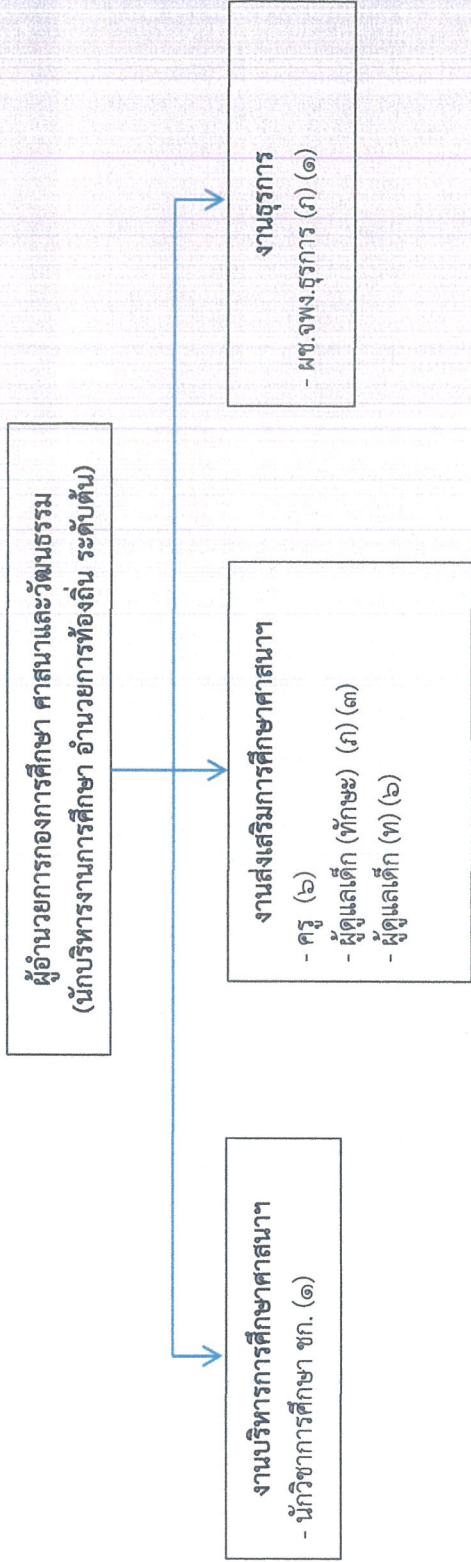 ผู้อำนวยการกองการศึกษา ศาสนาและวัฒนธรรม
(นักบริหารงานการศึกษา อำนวยการท้องถิ่น ระดับต้น)
งานบริหารการศึกษาศาสนาฯ
- นักวิชาการศึกษา ชก. (๑)
งานส่งเสริมการศึกษาศาสนาฯ
- ครู (๖)
- ผู้ดูแลเด็ก (ทักษะ) (ภ) (๓)
- ผู้ดูแลเด็ก (ท) (๖)
งานธุรการ
- ผช.จพง.ธุรการ (ภ) (๑)